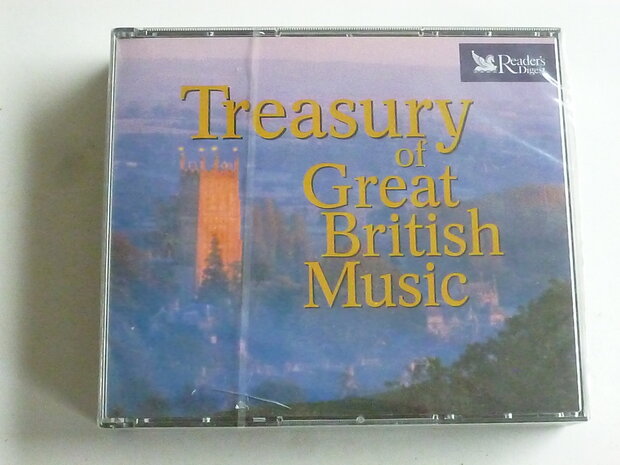 Reader's
Digest
Treasury
of
Great
British
Music